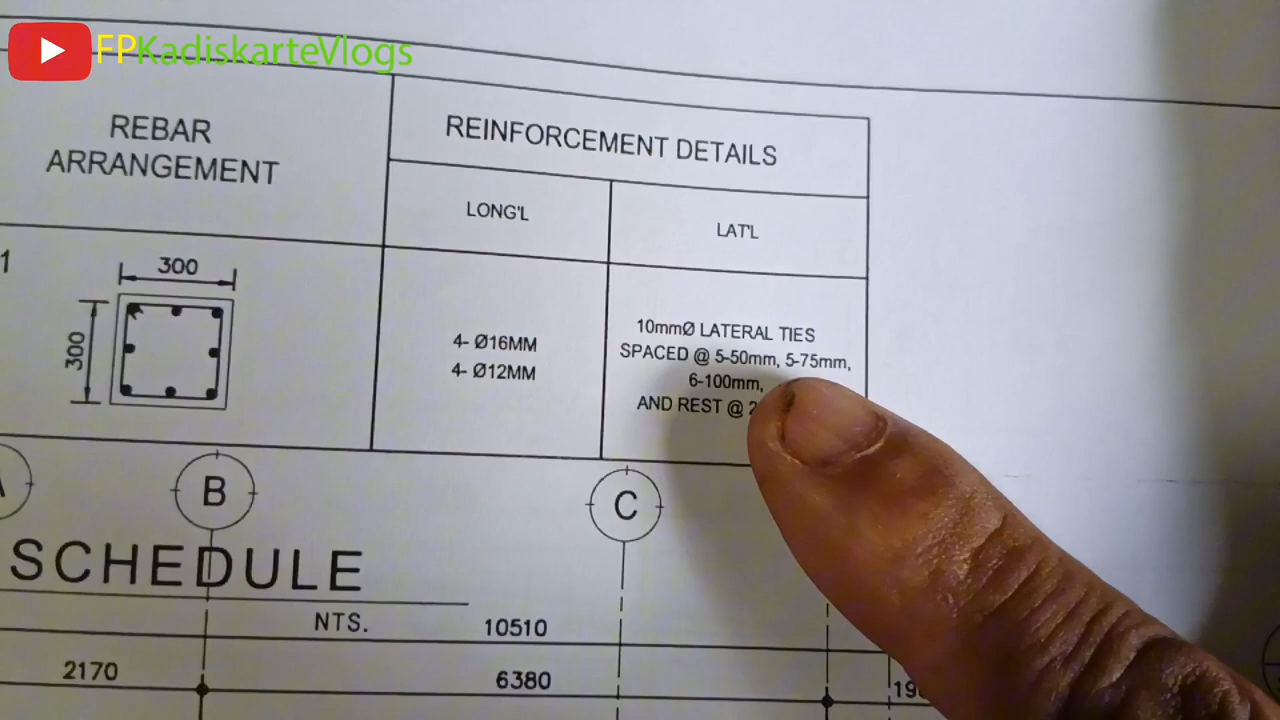 FPKadiskarteVlogs
REBAR
ARRANGEMENT
REINFORCEMENT DETAILS
LONG'L
LAT'L
1
300
300
4- Ø16MM
4- Ø12MM
10mmØ LATERAL TIES
SPACED @ 5-50mm, 5-75mm,
6-100mm,
AND REST @ 2
B
C
SCHEDULE
NTS.
10510
2170
6380